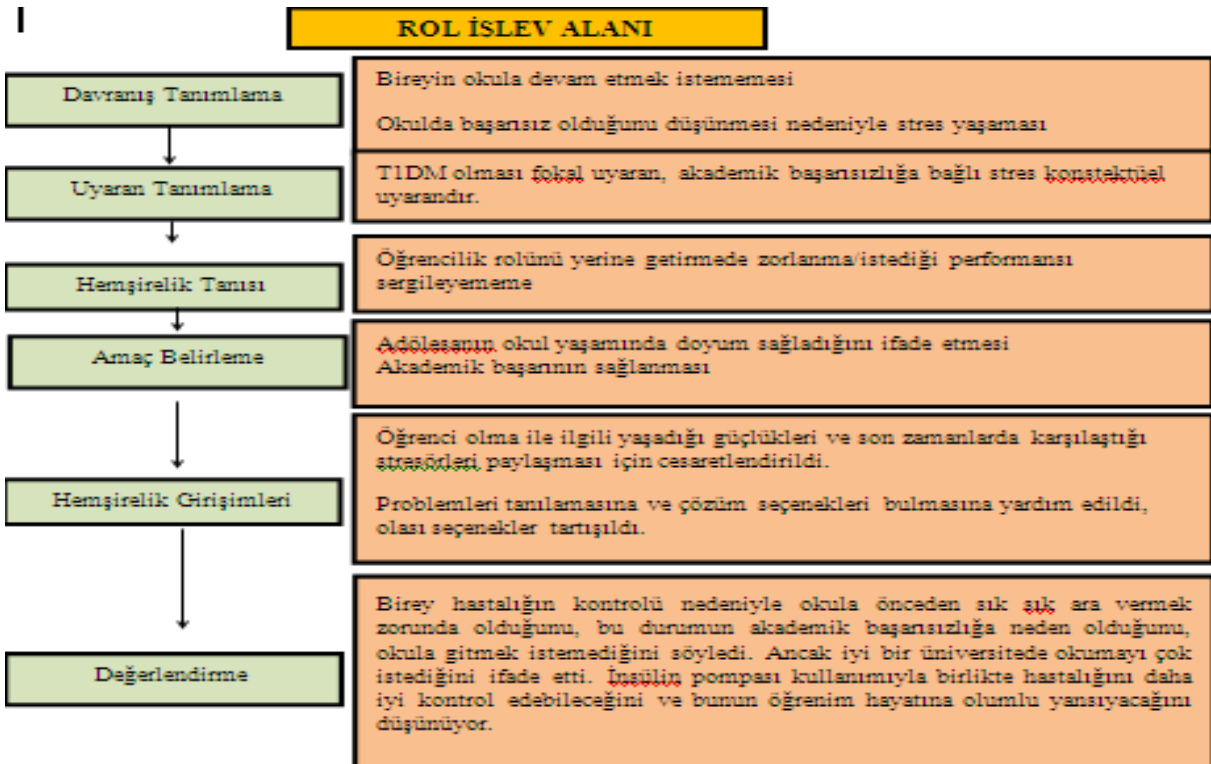 ROL İŞLEV ALANI
Davranış Tanımlama
Bireyin okula devam etmek istememesi
Okulda başarısız olduğunu düşünmesi nedeniyle stres yaşaması
Uyaran Tanımlama
T1DM olması fokal uyaran, akademik başarısızlığa bağlı stres konstektüel
uyarandır.
Hemşirelik Tanısı
Öğrencilik rolünü yerine getirmede zorlanma/istediği performansı
sergileyememe
Amaç Belirleme
Adölesanın okul yaşamında doyum sağladığını ifade etmesi
Akademik başarının sağlanması
Hemşirelik Girişimleri
Öğrenci olma ile ilgili yaşadığı güçlükleri ve son zamanlarda karşılaştığı
stresörleri paylaşması için cesaretlendirildi.
Problemleri tanılamasına ve çözüm seçenekleri bulmasına yardım edildi,
olası seçenekler tartışıldı.
Değerlendirme
Birey hastalığın kontrolü nedeniyle okula önceden sık şık ara vermek
zorunda olduğunu, bu durumun akademik başarısızlığa neden olduğunu,
okula gitmek istemediğini söyledi. Ancak iyi bir üniversitede okumayı çok
istediğini ifade etti. İnsülin pompası kullanımıyla birlikte hastalığını daha
iyi kontrol edebileceğini ve bunun öğrenim hayatına olumlu yansıyacağını
düşünüyor.